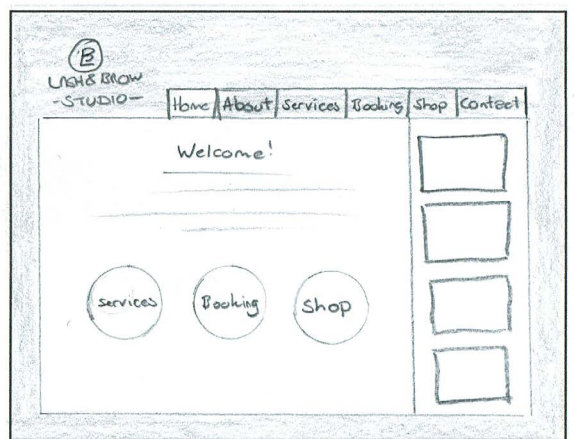 B
LASH & BROW
-STUDIO-
Home About Services Booking Shop Contact
Welcome!
services Booking Shop